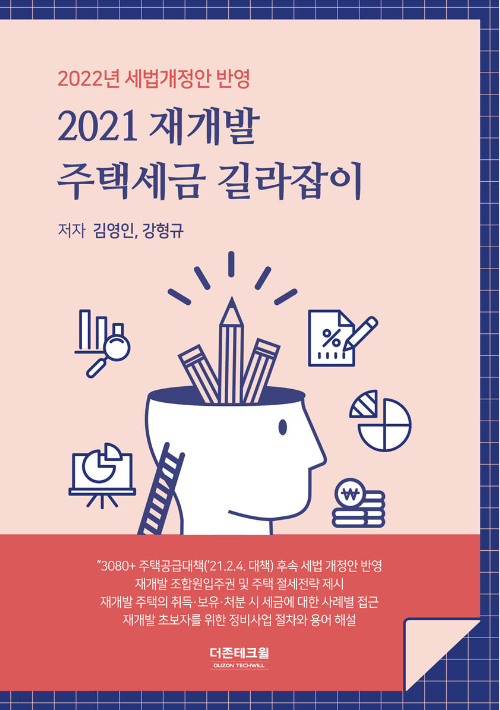 2022년 세법개정안 반영
2021 재개발
주택세금 길라잡이
저자 김영인, 강형규
%
₩
"3080+ 주택공급대책('21.2.4. 대책) 후속 세법 개정안 반영
재개발 조합원입주권 및 주택 절세전략 제시
재개발 주택의 취득·보유·처분 시 세금에 대한 사례별 접근
재개발 초보자를 위한 정비사업 절차와 용어 해설
더존테크윌
DUZON TECHWILL